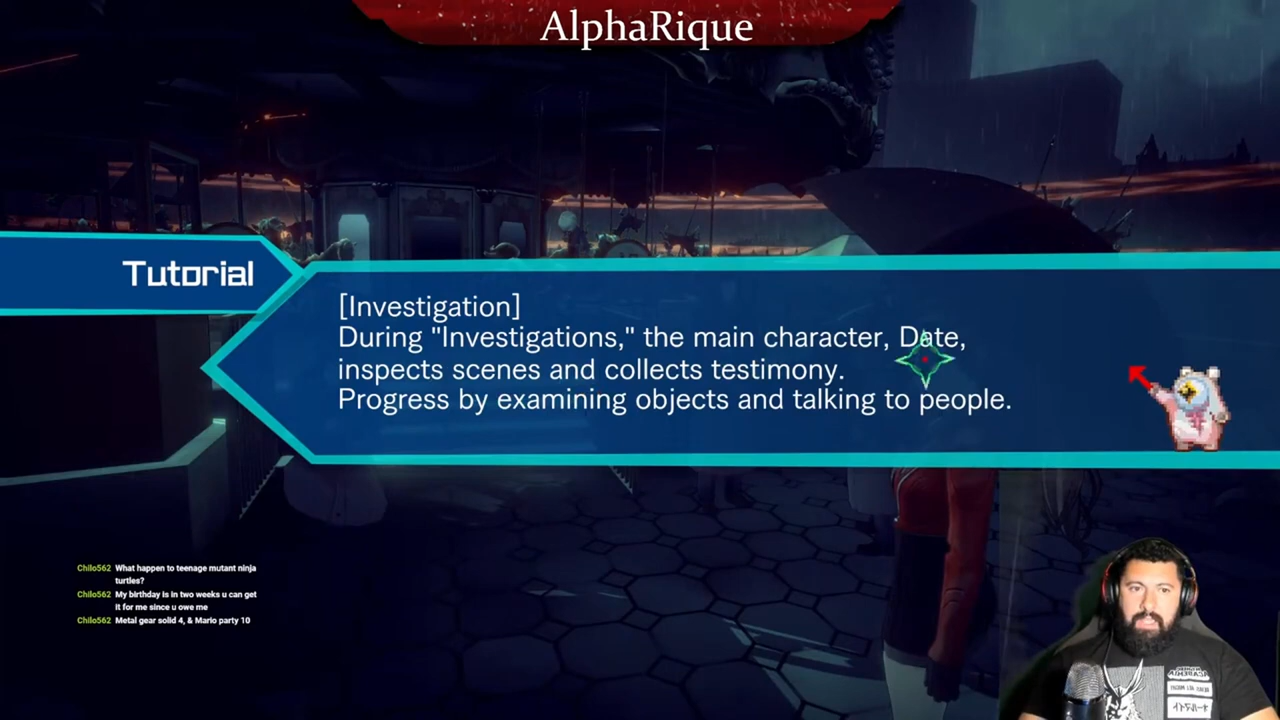 AlphaRique
Tutorial
[Investigation]
During "Investigations," the main character, Date,
inspects scenes and collects testimony.
Progress by examining objects and talking to people.
Chilo562 What happen to teenage mutant ninja
turtles?
Chilo562 My birthday is in two weeks u can get
it for me since u owe me
Chilo562 Metal gear solid 4, & Mario party 10